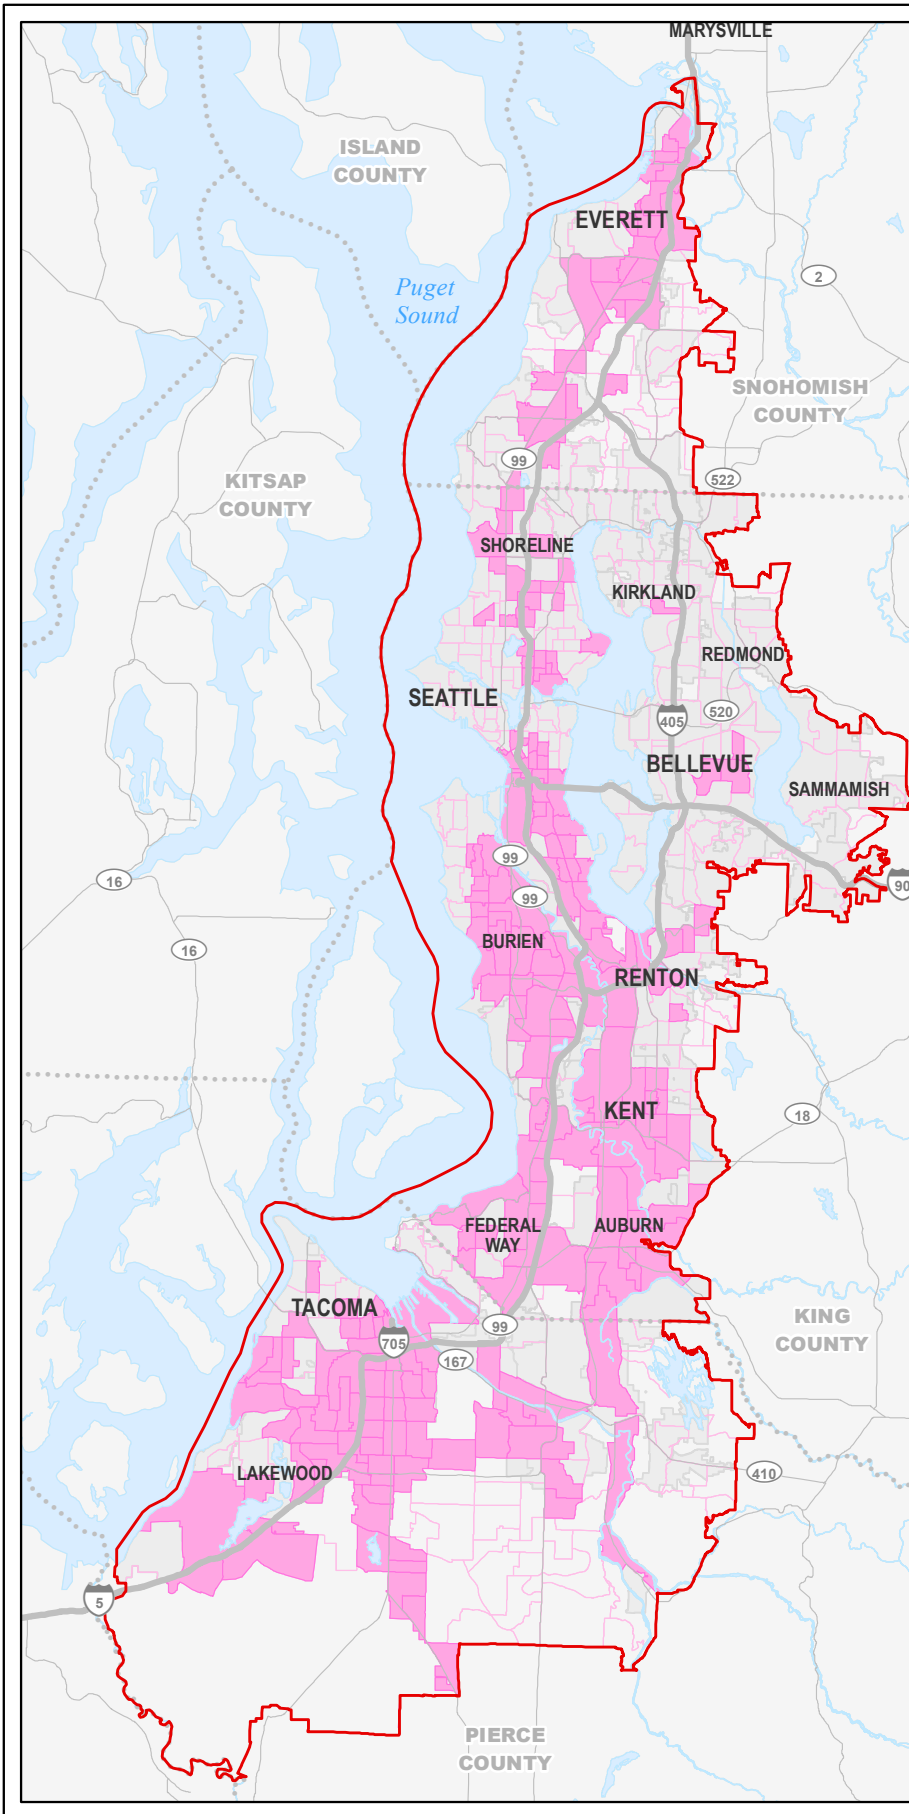 MARYSVILLE
ISLAND
COUNTY
EVERETT
2
Puget
Sound
SNOHOMISH
COUNTY
99
KITSAP
COUNTY
522
SHORELINE
KIRKLAND
REDMOND
SEATTLE
405
520
BELLEVUE
SAMMAMISH
99
16
90
99
BURIEN
16
RENTON
KENT
18
FEDERAL
WAY
AUBURN
TACOMA
99
KING
COUNTY
705
167
LAKEWOOD
410
5
PIERCE
COUNTY